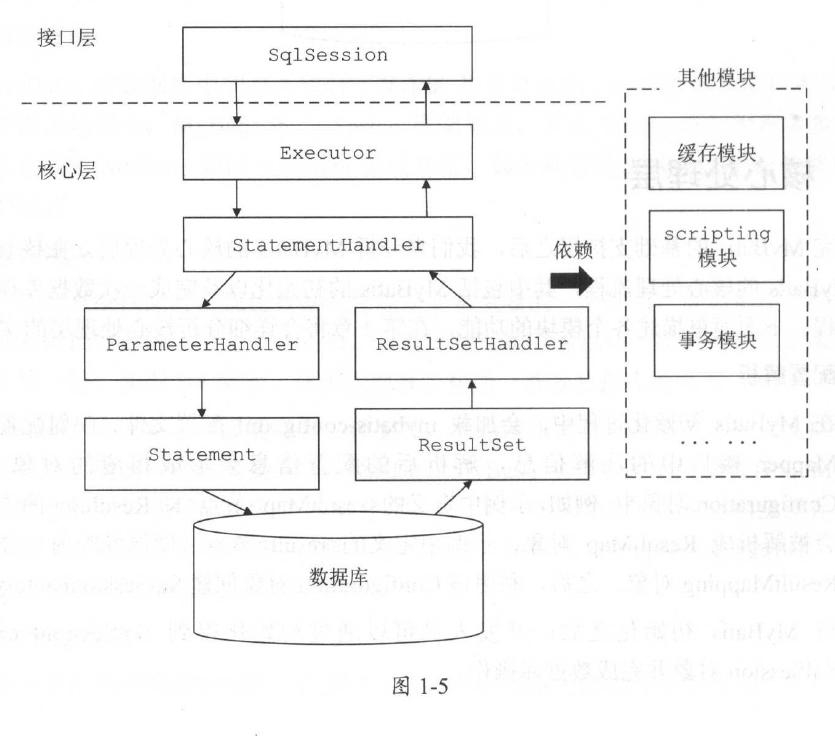 接口层
SqlSession
其他模块
核心层
Executor
缓存模块
StatementHandler
scripting
模块
依赖
ParameterHandler
ResultSetHandler
事务模块
Statement
ResultSet
... ...
数据库
图 1-5